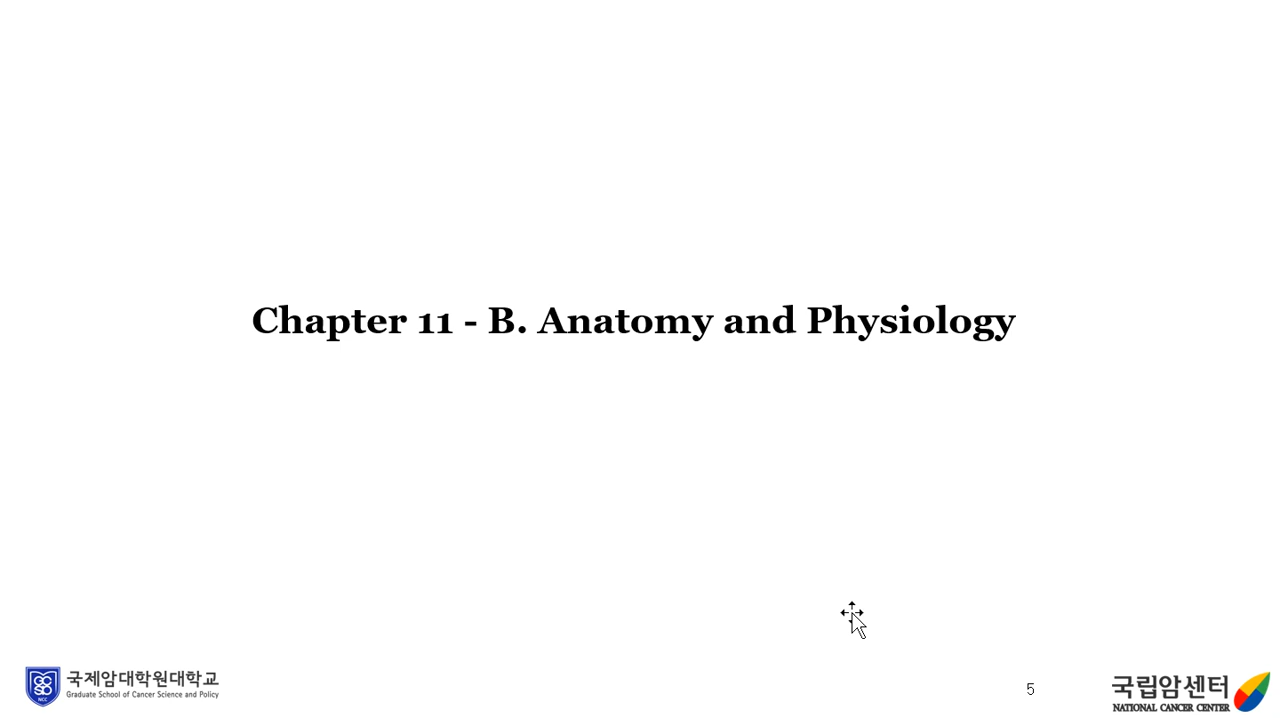 Chapter 11 - B. Anatomy and Physiology
국제암대학원대학교
Graduate School of Cancer Science and Policy
NCC
5
국립암센터
NATIONAL CANCER CENTER